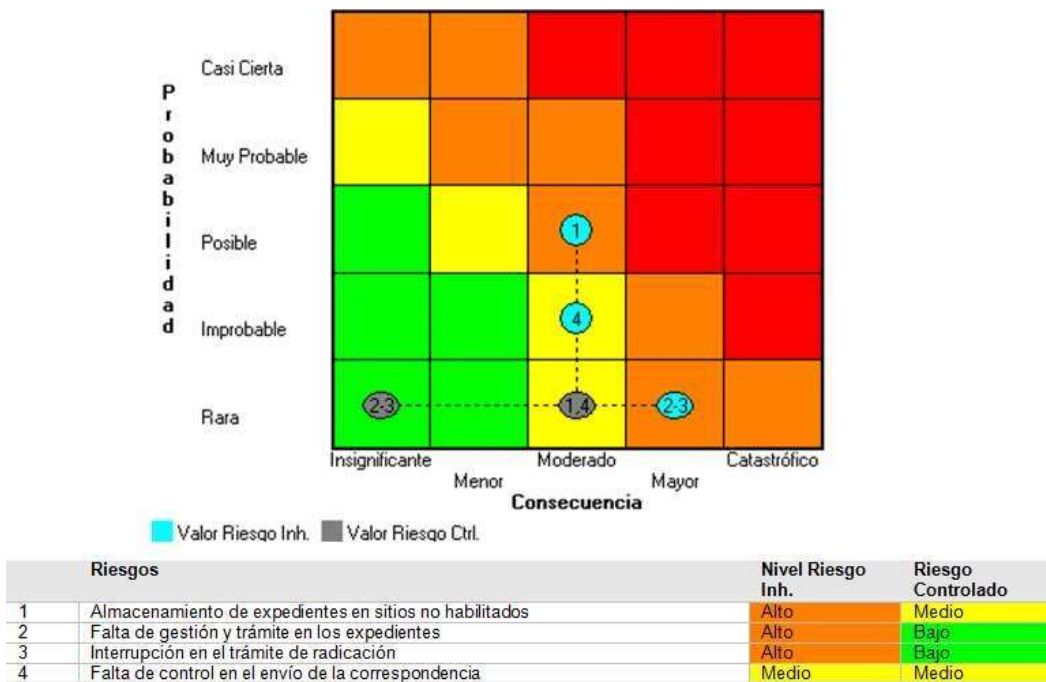 Probabilidad
Casi Cierta
Muy Probable
Posible
Improbable
Rara
1
4
2-3
1,4
2-3
Insignificante
Menor
Moderado
Mayor
Catastrófico
Consecuencia
Valor Riesgo Inh.
Valor Riesgo Ctrl.
Riesgos Nivel Riesgo Inh. Riesgo Controlado
1 Almacenamiento de expedientes en sitios no habilitados Alto Medio
2 Falta de gestión y trámite en los expedientes Alto Bajo
3 Interrupción en el trámite de radicación Alto Bajo
4 Falta de control en el envío de la correspondencia Medio Medio